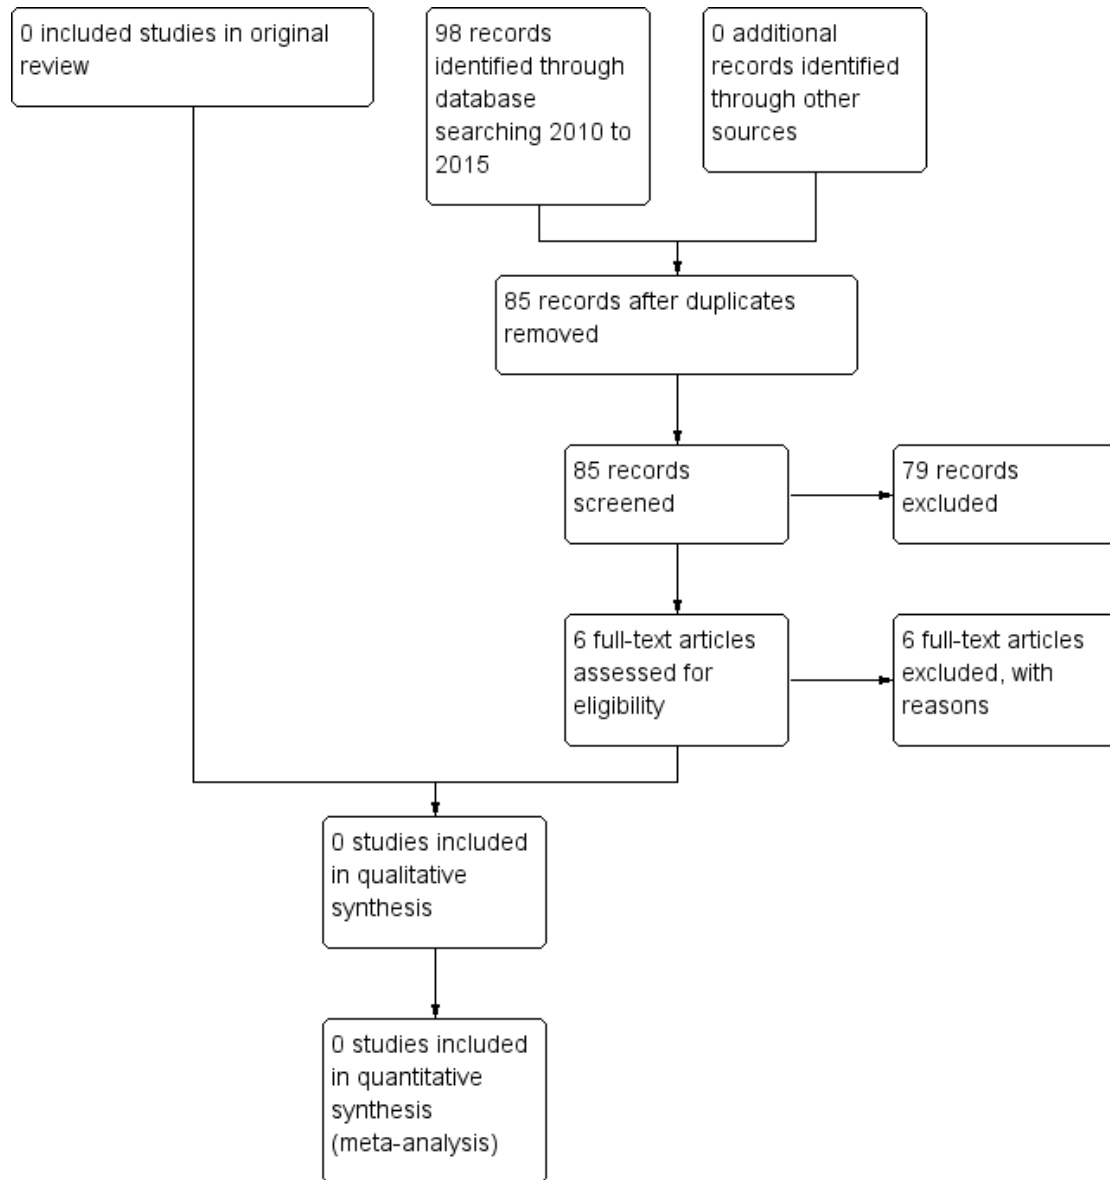 0 included studies in original
review
98 records
identified through
database
searching 2010 to
2015
0 additional
records identified
through other
sources
85 records after duplicates
removed
85 records
screened
79 records
excluded
6 full-text articles
assessed for
eligibility
6 full-text articles
excluded, with
reasons
0 studies included
in qualitative
synthesis
0 studies included
in quantitative
synthesis
(meta-analysis)